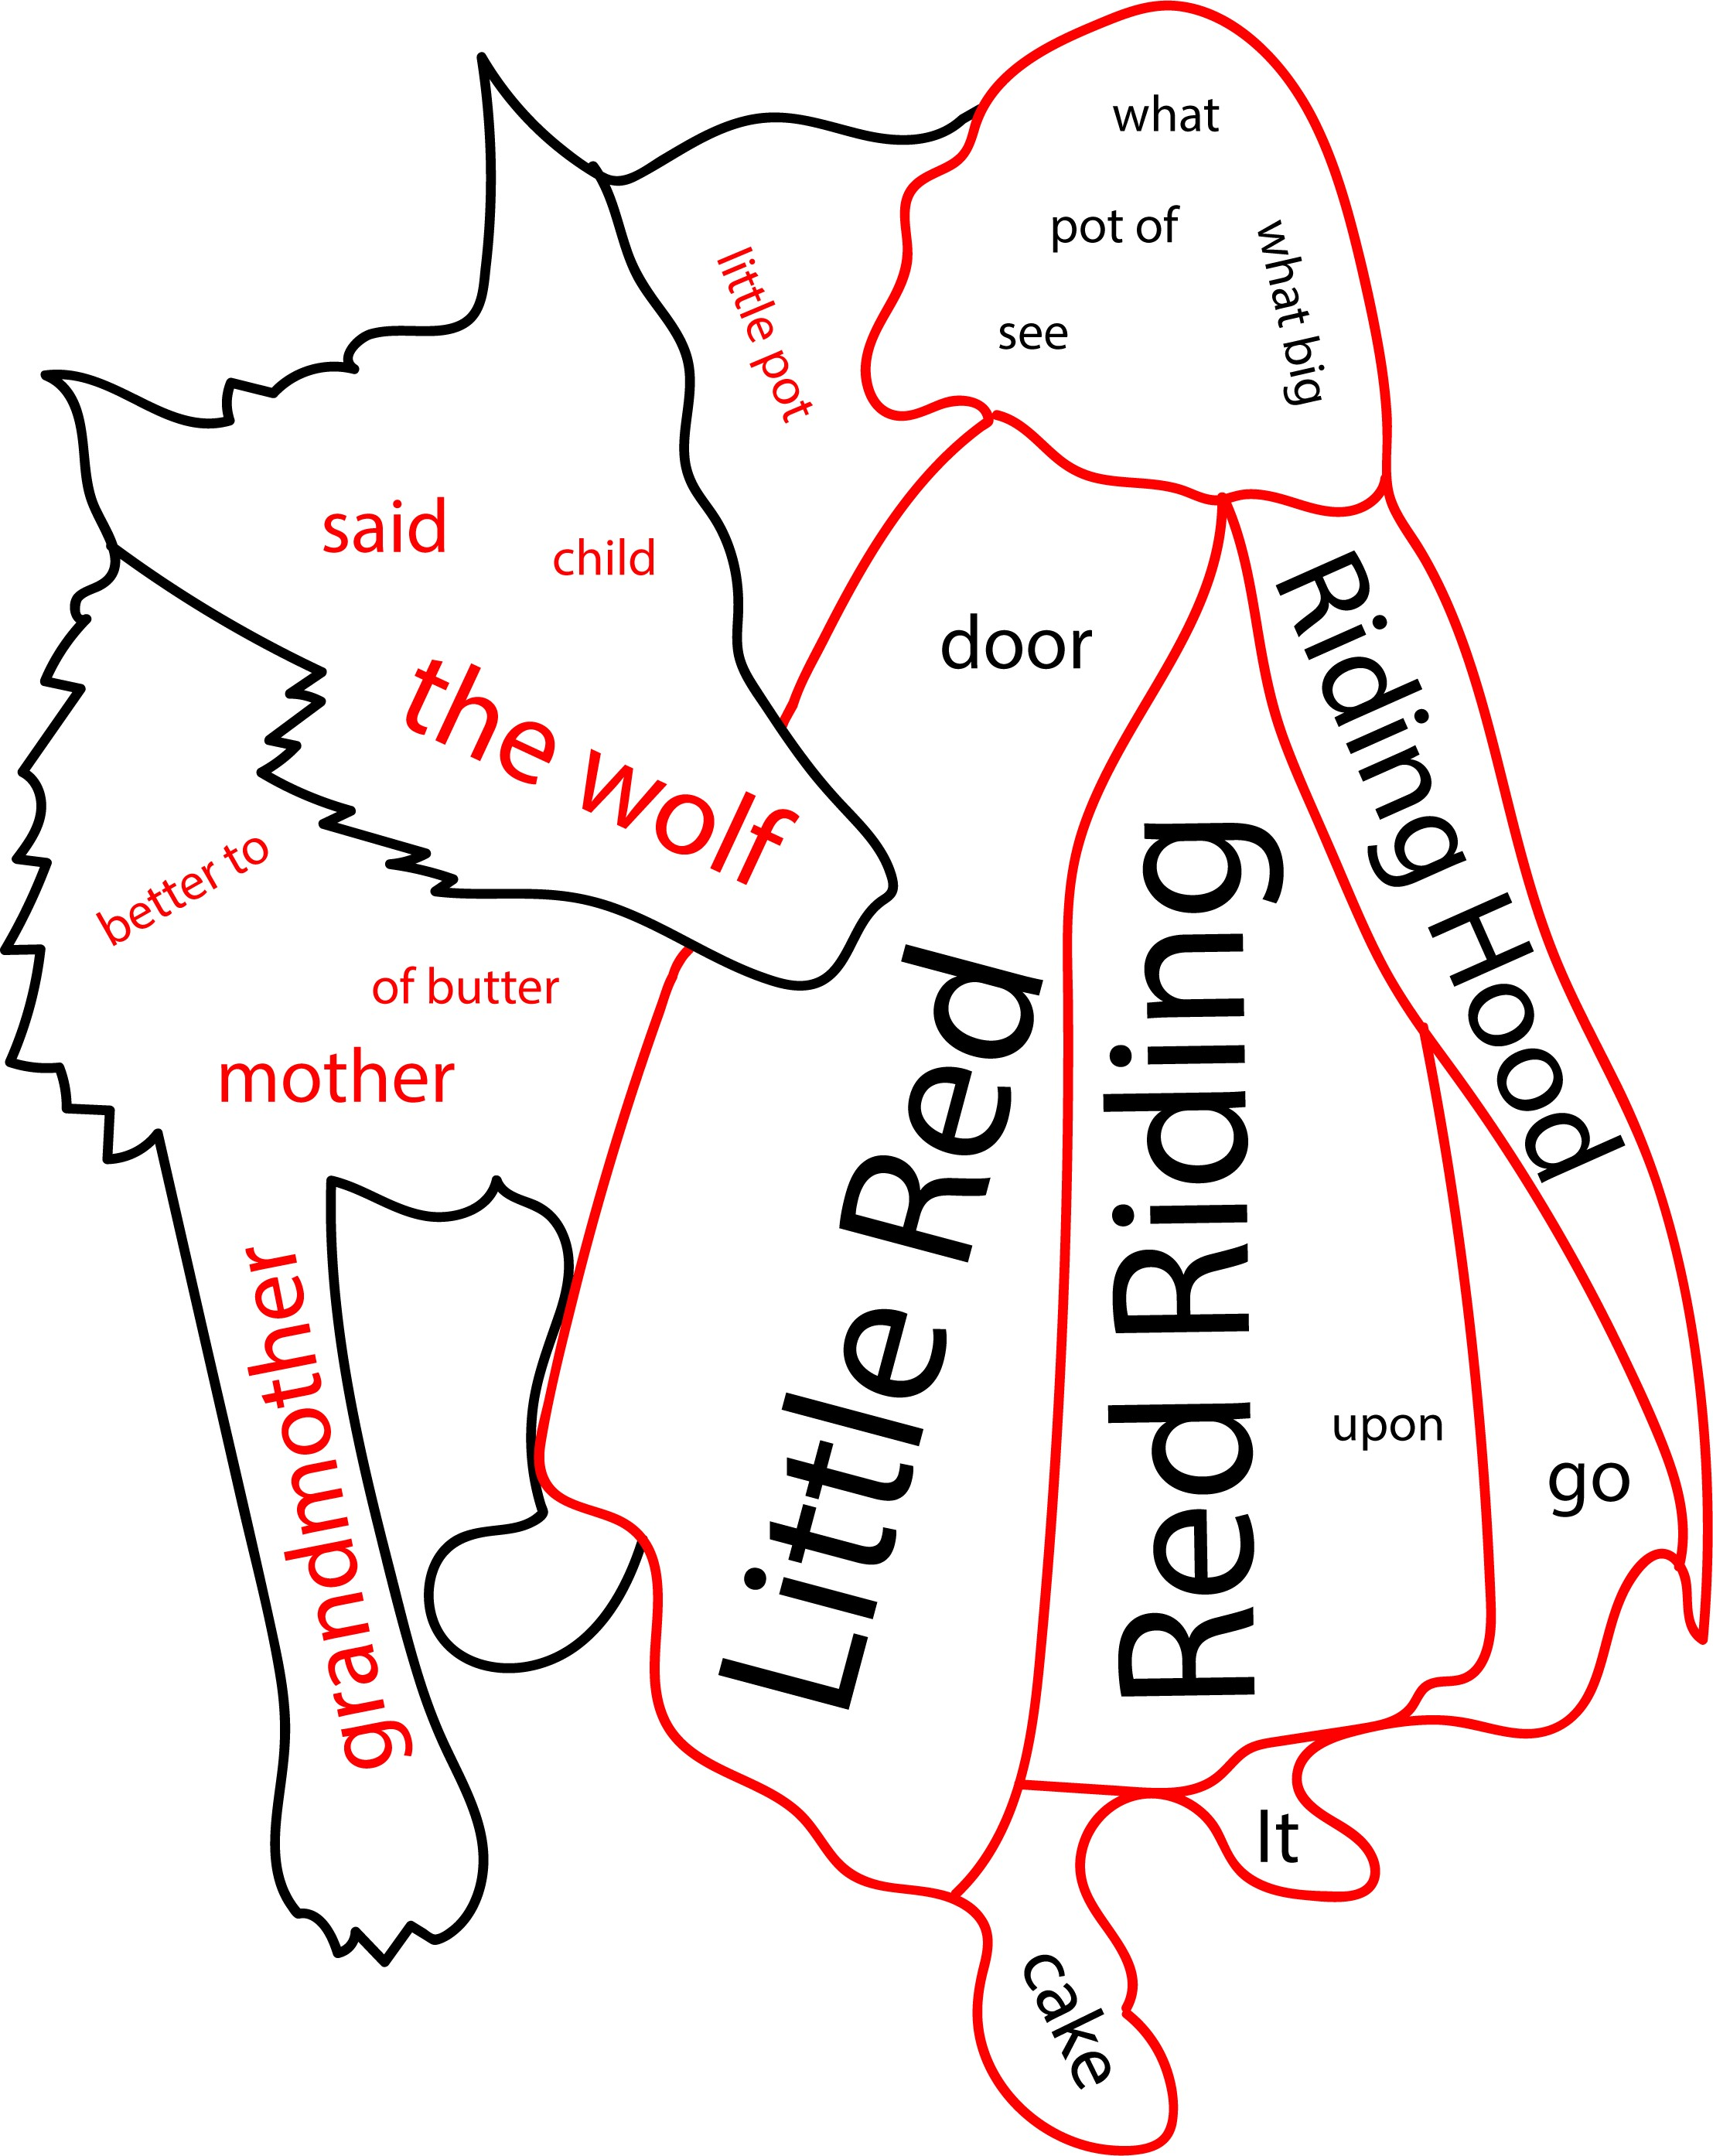 what
pot of
what big
see
little pot
said
child
the wolf
door
Riding Hood
better to
of butter
mother
Little Red
Red Riding
grandmother
upon
go
It
cake